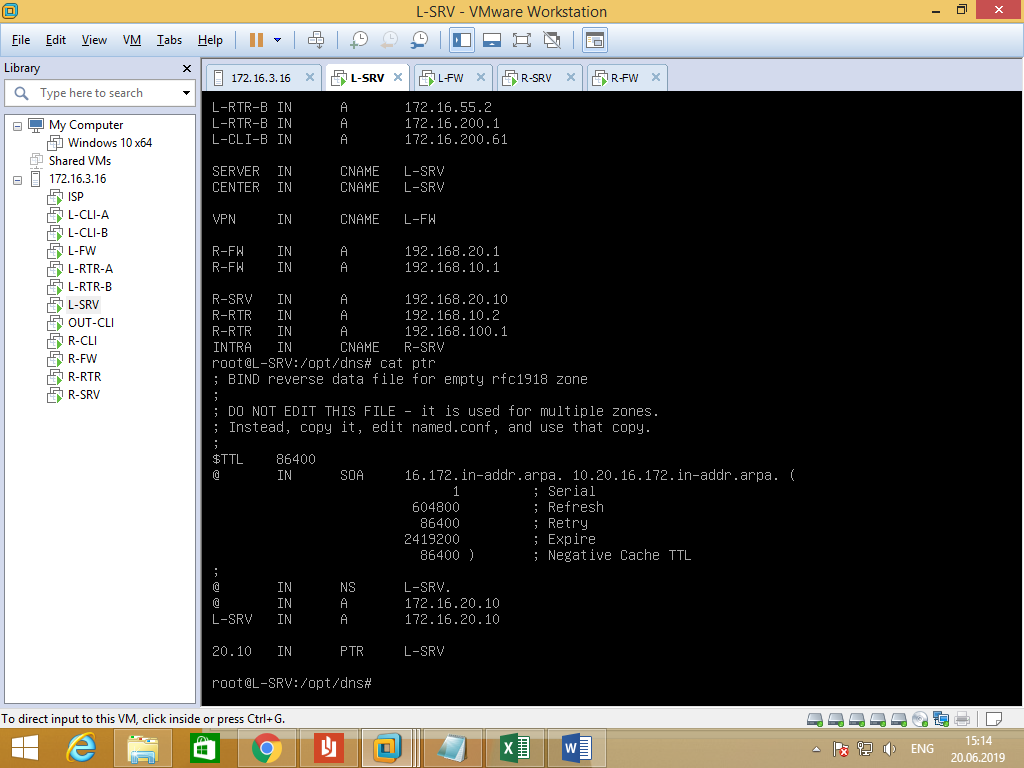 L-SRV - VMware Workstation
File Edit View VM Tabs Help
Library
Type here to search
My Computer
Windows 10 x64
Shared VMs
172.16.3.16
ISP
L-CLI-A
L-CLI-B
L-FW
L-RTR-A
L-RTR-B
L-SRV
OUT-CLI
R-CLI
R-FW
R-RTR
R-SRV
172.16.3.16 L-SRV L-FW R-SRV R-FW
L-RTR-B IN A 172.16.55.2
L-RTR-B IN A 172.16.200.1
L-CLI-B IN A 172.16.200.61
SERVER IN CNAME L-SRV
CENTER IN CNAME L-SRV
VPN IN CNAME L-FW
R-FW IN A 192.168.20.1
R-FW IN A 192.168.10.1
R-SRV IN A 192.168.20.10
R-RTR IN A 192.168.10.2
R-RTR IN A 192.168.100.1
INTRA IN CNAME R-SRV
root@L-SRV:/opt/dns# cat ptr
; BIND reverse data file for empty rfc1918 zone
;
; DO NOT EDIT THIS FILE - it is used for multiple zones.
; Instead, copy it, edit named.conf, and use that copy.
;
$TTL 86400
@ IN SOA 16.172.in-addr.arpa. 10.20.16.172.in-addr.arpa. (
1 ; Serial
604800 ; Refresh
86400 ; Retry
2419200 ; Expire
86400 ) ; Negative Cache TTL
;
@ IN NS L-SRV.
@ IN A 172.16.20.10
L-SRV IN A 172.16.20.10
20.10 IN PTR L-SRV
root@L-SRV:/opt/dns#
To direct input to this VM, click inside or press Ctrl+G.
ENG
15:14
20.06.2019